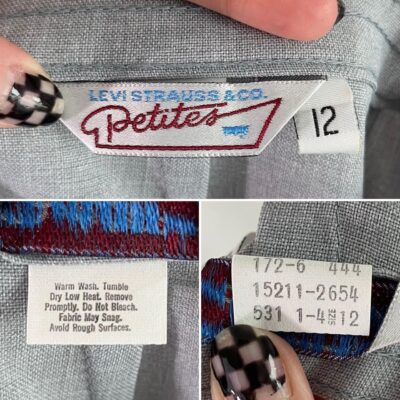 LEVI STRAUSS & CO.
Petites
12
Warm Wash. Tumble
Dry Low Heat. Remove
Promptly. Do Not Bleach.
Fabric May Snag.
Avoid Rough Surfaces.
172-6 444
15211-2654
531 1-4 SIZE 12